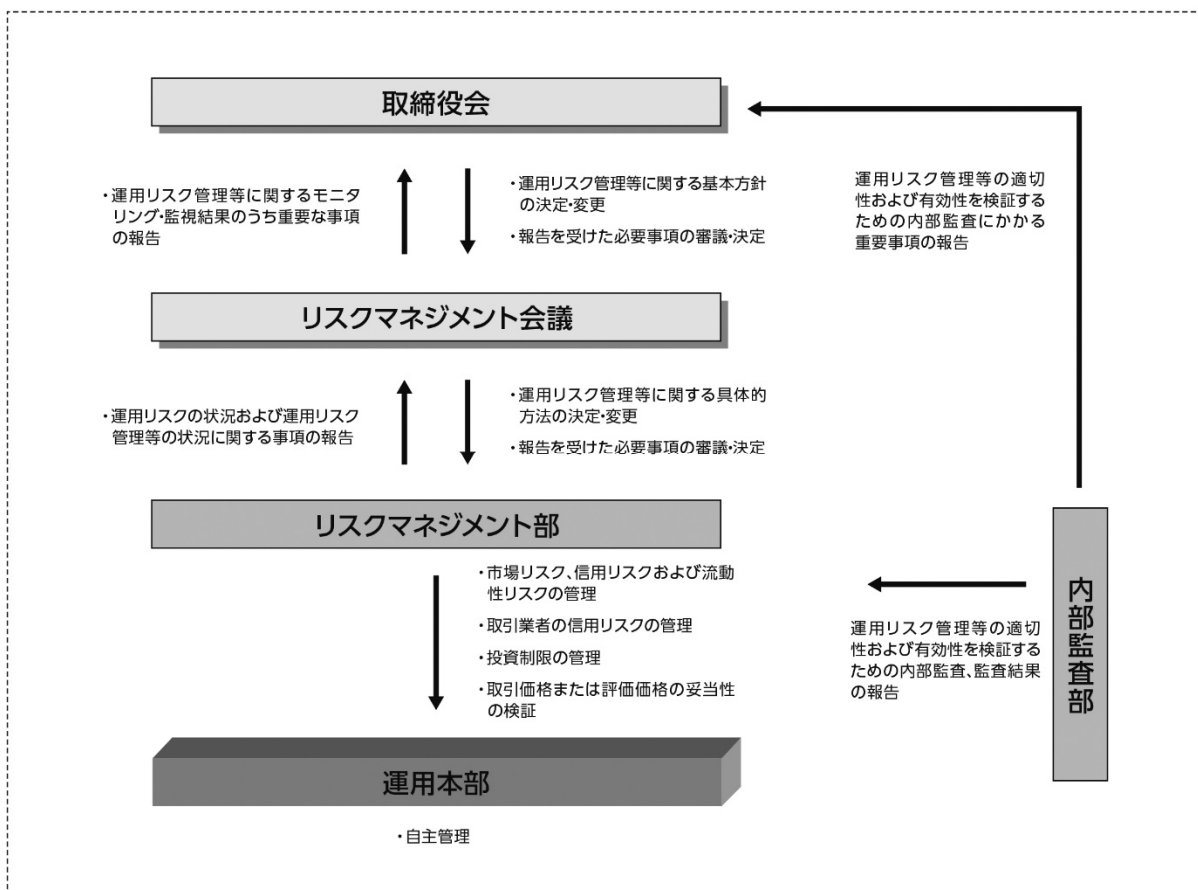 取締役会
・運用リスク管理等に関するモニタ
リング・監視結果のうち重要な事項
の報告
・運用リスク管理等に関する基本方針
の決定・変更
・報告を受けた必要事項の審議・決定
運用リスク管理等の適切
性および有効性を検証する
ための内部監査にかかる
重要事項の報告
リスクマネジメント会議
・運用リスクの状況および運用リスク
管理等の状況に関する事項の報告
・運用リスク管理等に関する具体的
方法の決定・変更
・報告を受けた必要事項の審議・決定
リスクマネジメント部
・市場リスク、信用リスクおよび流動
性リスクの管理
・取引業者の信用リスクの管理
・投資制限の管理
・取引価格または評価価格の妥当性
の検証
運用リスク管理等の適切
性および有効性を検証する
ための内部監査、監査結果
の報告
内部監査部
運用本部
・自主管理